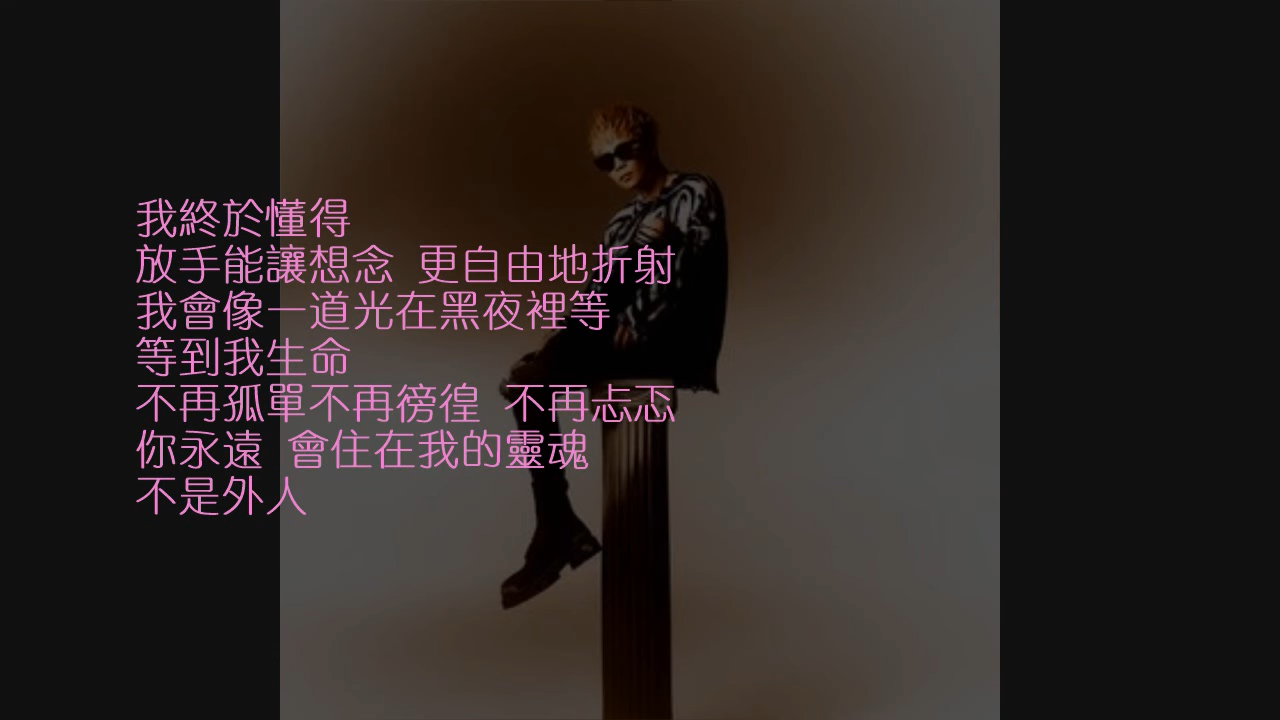 我終於懂得
放手能讓想念 更自由地折射
我會像一道光在黑夜裡等
等到我生命
不再孤單不再徬徨 不再忐忑
你永遠 會住在我的靈魂
不是外人